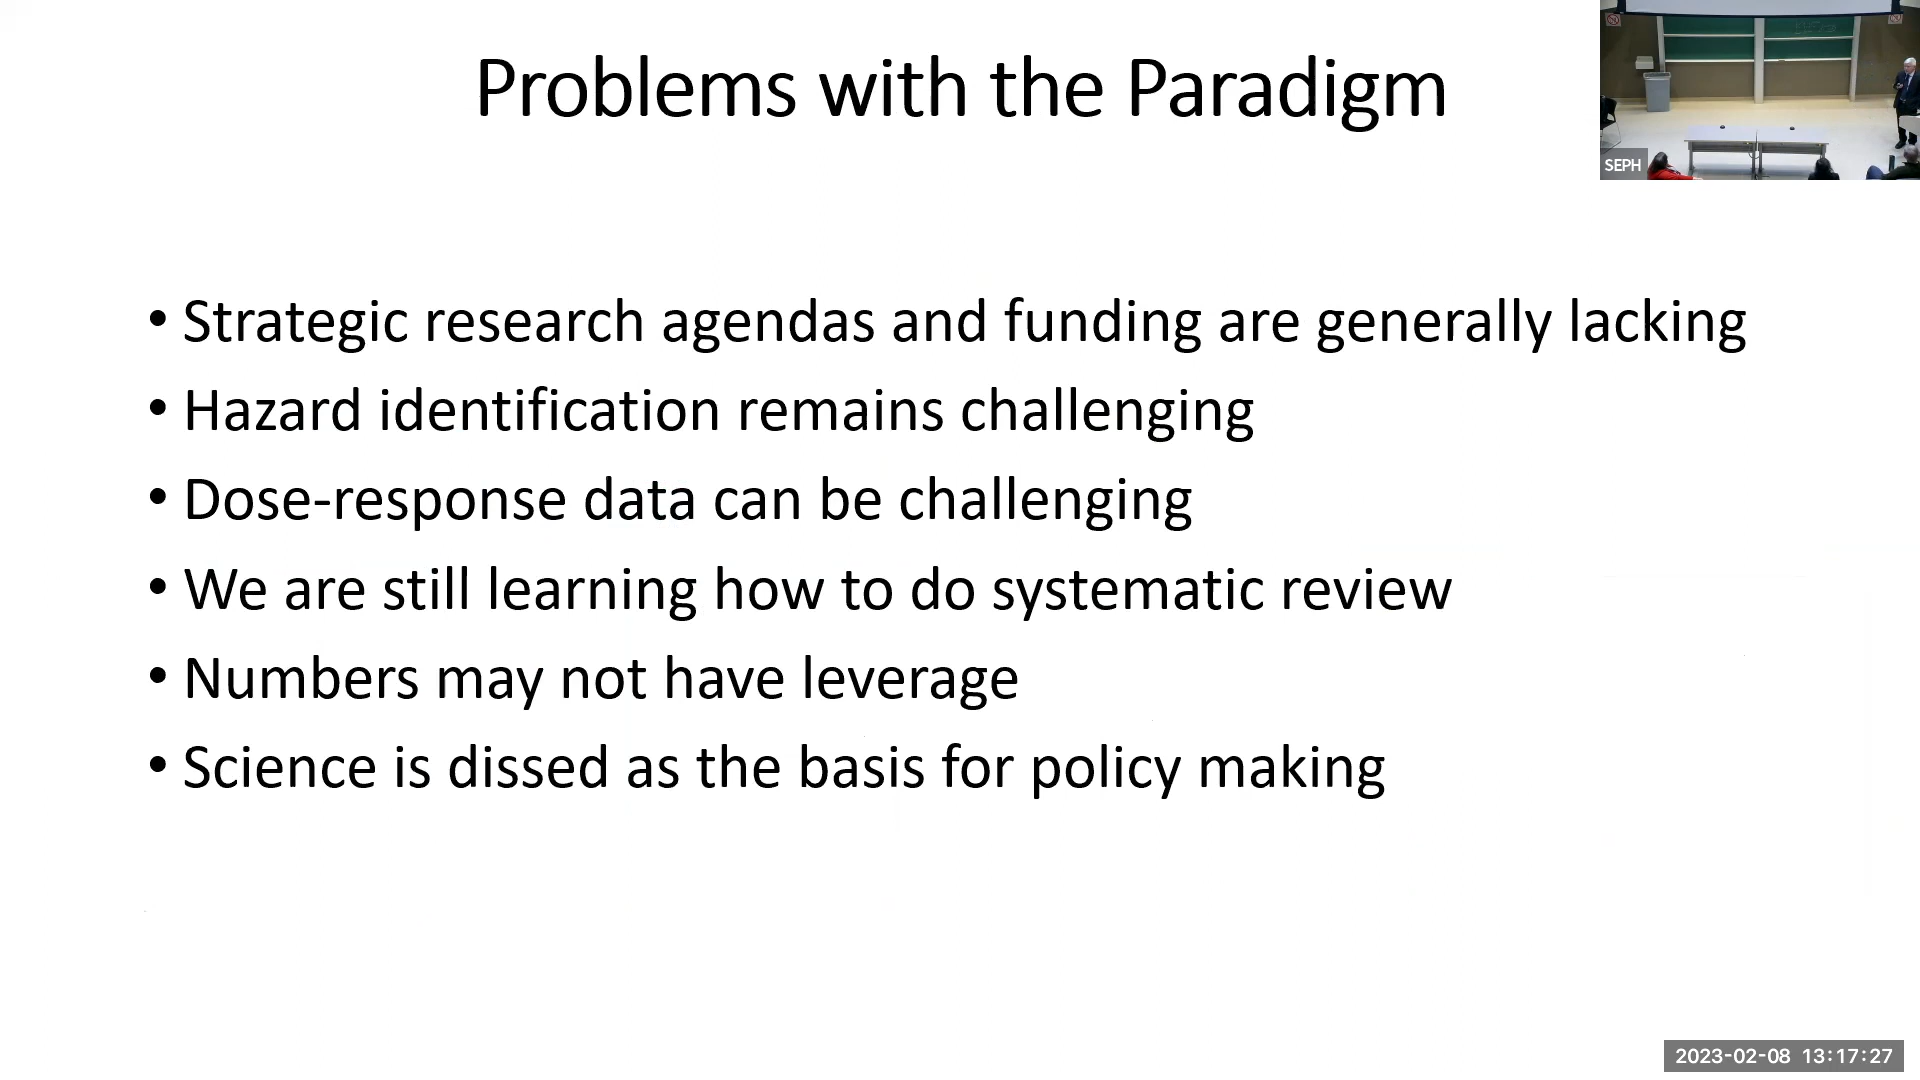 Problems with the Paradigm
SEPH
• Strategic research agendas and funding are generally lacking
• Hazard identification remains challenging
• Dose-response data can be challenging
• We are still learning how to do systematic review
• Numbers may not have leverage
• Science is dissed as the basis for policy making
2023-02-08 13:17:27